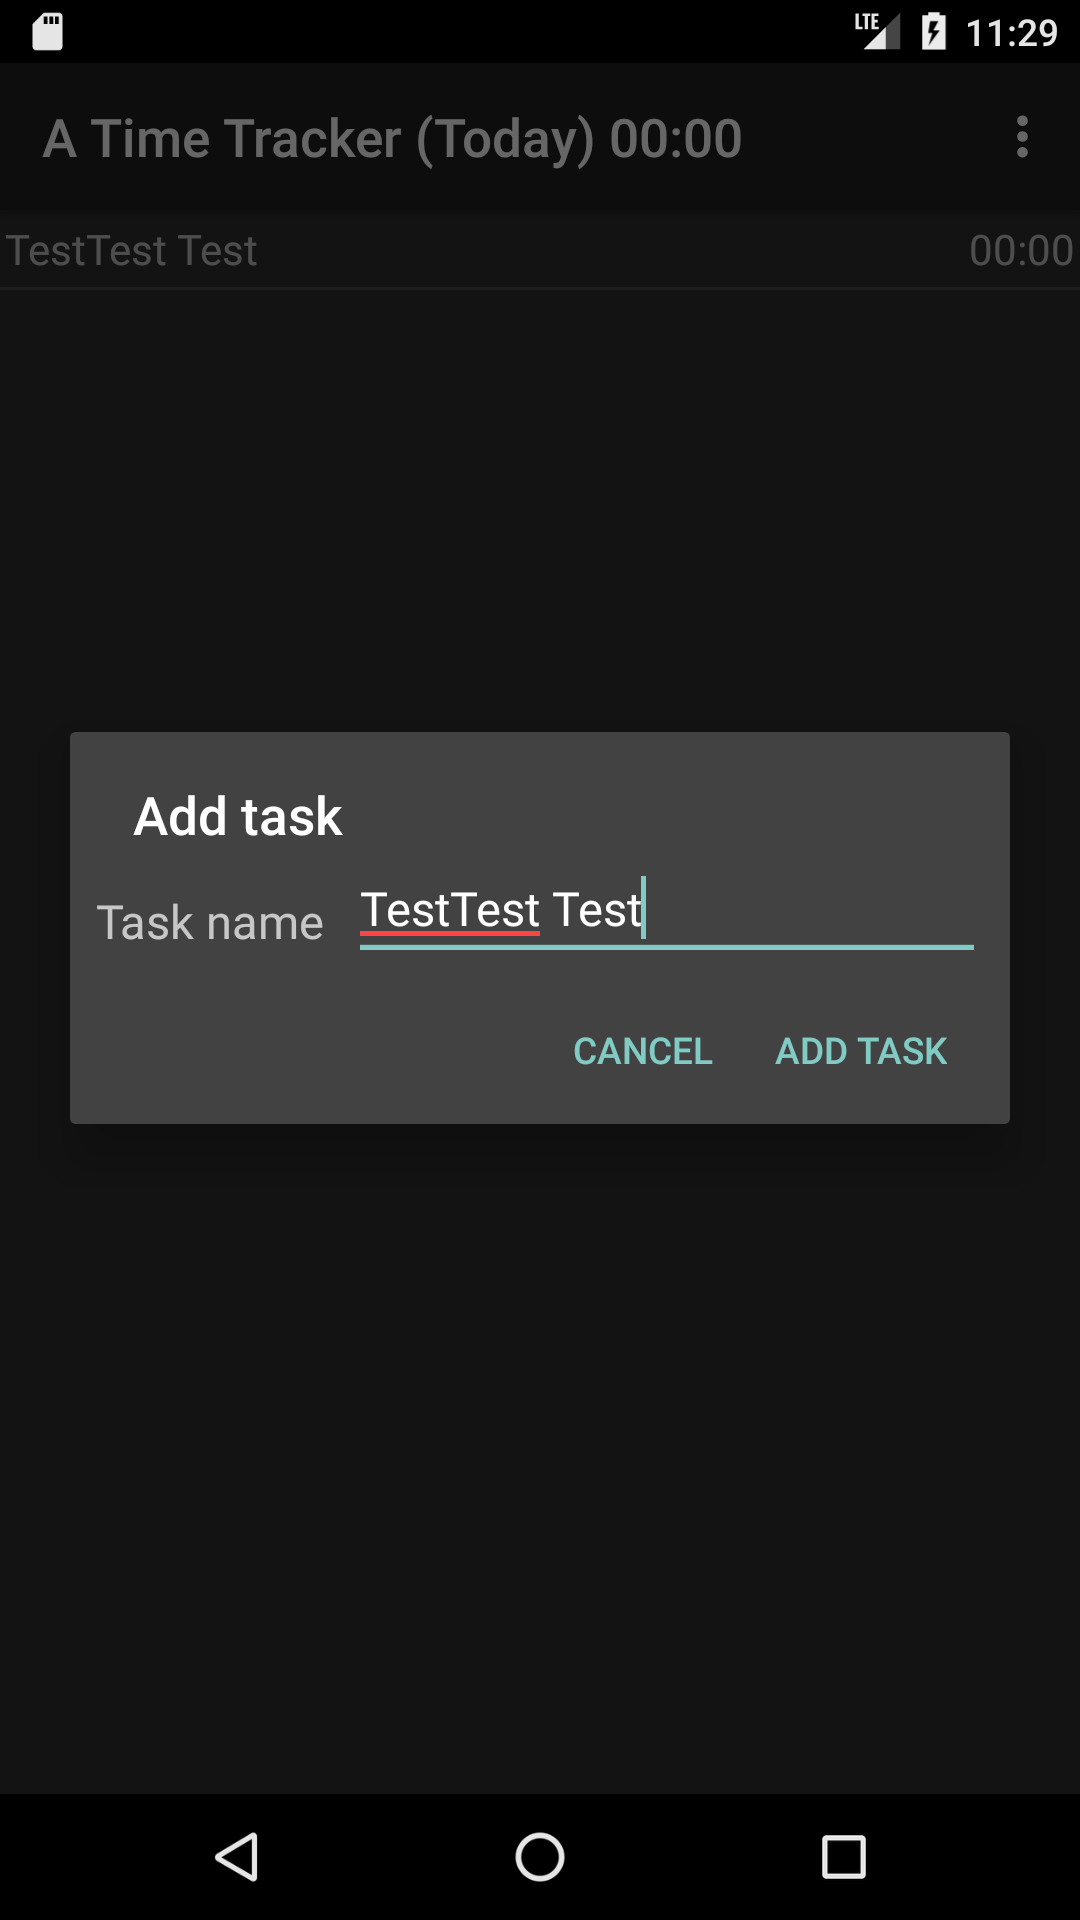 LTE 11:29
A Time Tracker (Today) 00:00
TestTest Test 00:00
Add task
Task name TestTest Test
CANCEL ADD TASK